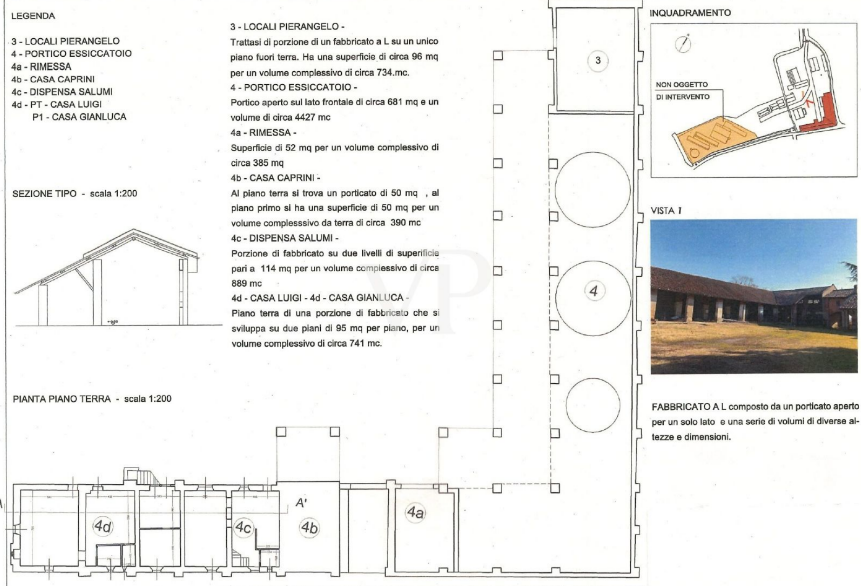 LEGENDA
3 - LOCALI PIERANGELO
4 - PORTICO ESSICCATOIO
4a - RIMESSA
4b - CASA CAPRINI
4c - DISPENSA SALUMI
4d - PT - CASA LUIGI
P1 - CASA GIANLUCA
SEZIONE TIPO - scala 1:200
PIANTA PIANO TERRA - scala 1:200
3 - LOCALI PIERANGELO -
Trattasi di porzione di un fabbricato a L su un unico
piano fuori terra. Ha una superficie di circa 96 mq
per un volume complessivo di circa 734.mc.
4 - PORTICO ESSICCATOIO -
Portico aperto sul lato frontale di circa 681 mq e un
volume di circa 4427 mc
4a - RIMESSA -
Superficie di 52 mq per un volume complessivo di
circa 385 mq
4b - CASA CAPRINI -
Al piano terra si trova un porticato di 50 mq , al
piano primo si ha una superficie di 50 mq per un
volume complesssivo da terra di circa 390 mc
4c - DISPENSA SALUMI -
Porzione di fabbricato su due livelli di superificie
pari a 114 mq per un volume complessivo di circa
889 mc
4d - CASA LUIGI - 4d - CASA GIANLUCA -
Piano terra di una porzione di fabbricato che si
sviluppa su due piani di 95 mq per piano, per un
volume complessivo di circa 741 mc.
VP
3
4
4a
4b
4c
4d
A'
INQUADRAMENTO
NON OGGETTO
DI INTERVENTO
VISTA 1
FABBRICATO A L composto da un porticato aperto
per un solo lato e una serie di volumi di diverse al-
tezze e dimensioni.